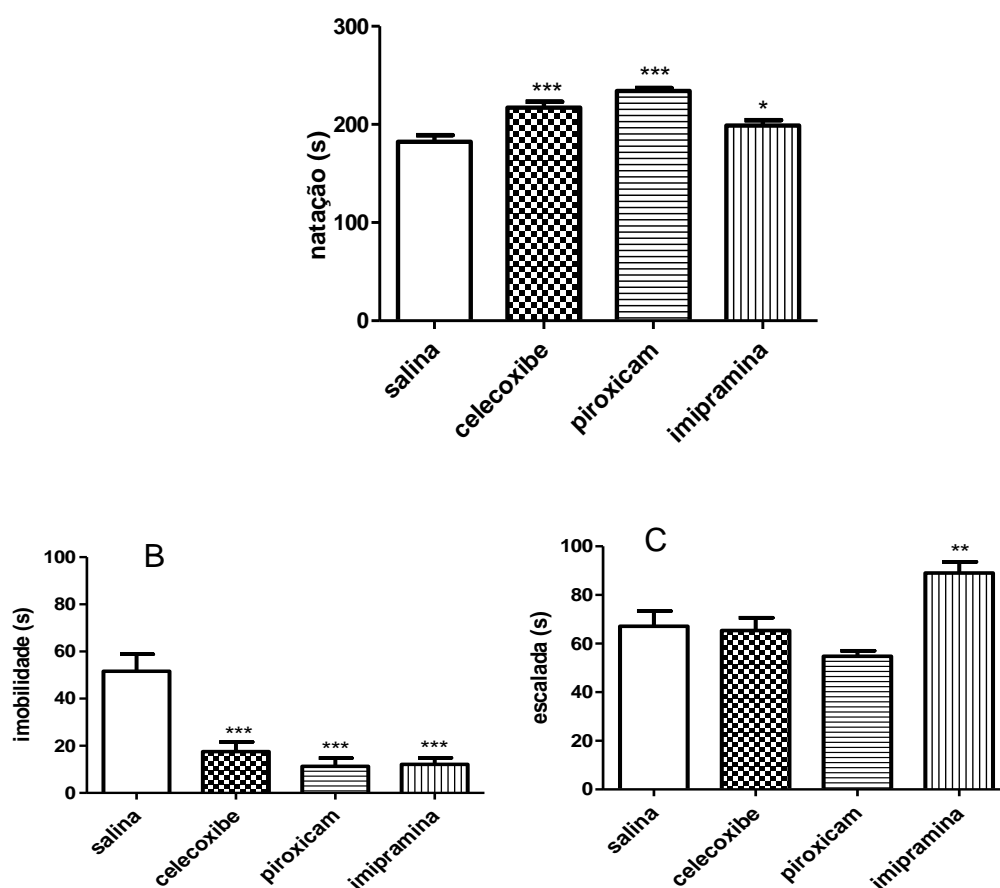 300
200
100
0
natação (s)
***
***
*
salina
celecoxibe
piroxicam
imipramina
B
100
80
60
40
20
0
imobilidade (s)
***
***
***
salina
celecoxibe
piroxicam
imipramina
C
100
80
60
40
20
0
escalada (s)
**
salina
celecoxibe
piroxicam
imipramina